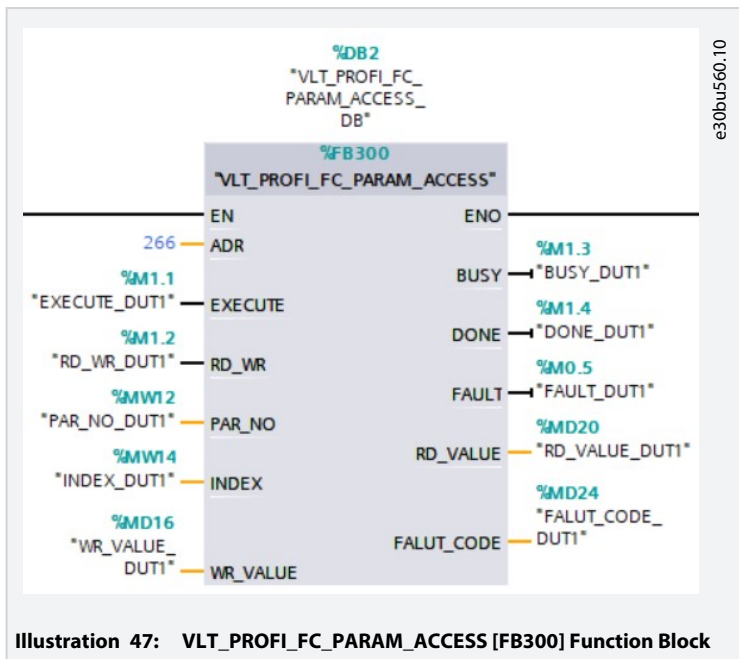 %DB2
"VLT_PROFI_FC_
PARAM_ACCESS_
DB"
%FB300
"VLT_PROFI_FC_PARAM_ACCESS"
EN
ENO
266
ADR
%M1.3
BUSY
"BUSY_DUT1"
%M1.1
"EXECUTE_DUT1"
EXECUTE
%M1.4
DONE
"DONE_DUT1"
%M1.2
"RD_WR_DUT1"
RD_WR
%M0.5
FAULT
"FAULT_DUT1"
%MW12
"PAR_NO_DUT1"
PAR_NO
%MD20
RD_VALUE
"RD_VALUE_DUT1"
%MW14
"INDEX_DUT1"
INDEX
%MD24
"FALUT_CODE_
DUT1"
FALUT_CODE
%MD16
"WR_VALUE_
DUT1"
WR_VALUE
e30bu560.10
Illustration 47: VLT_PROFI_FC_PARAM_ACCESS [FB300] Function Block